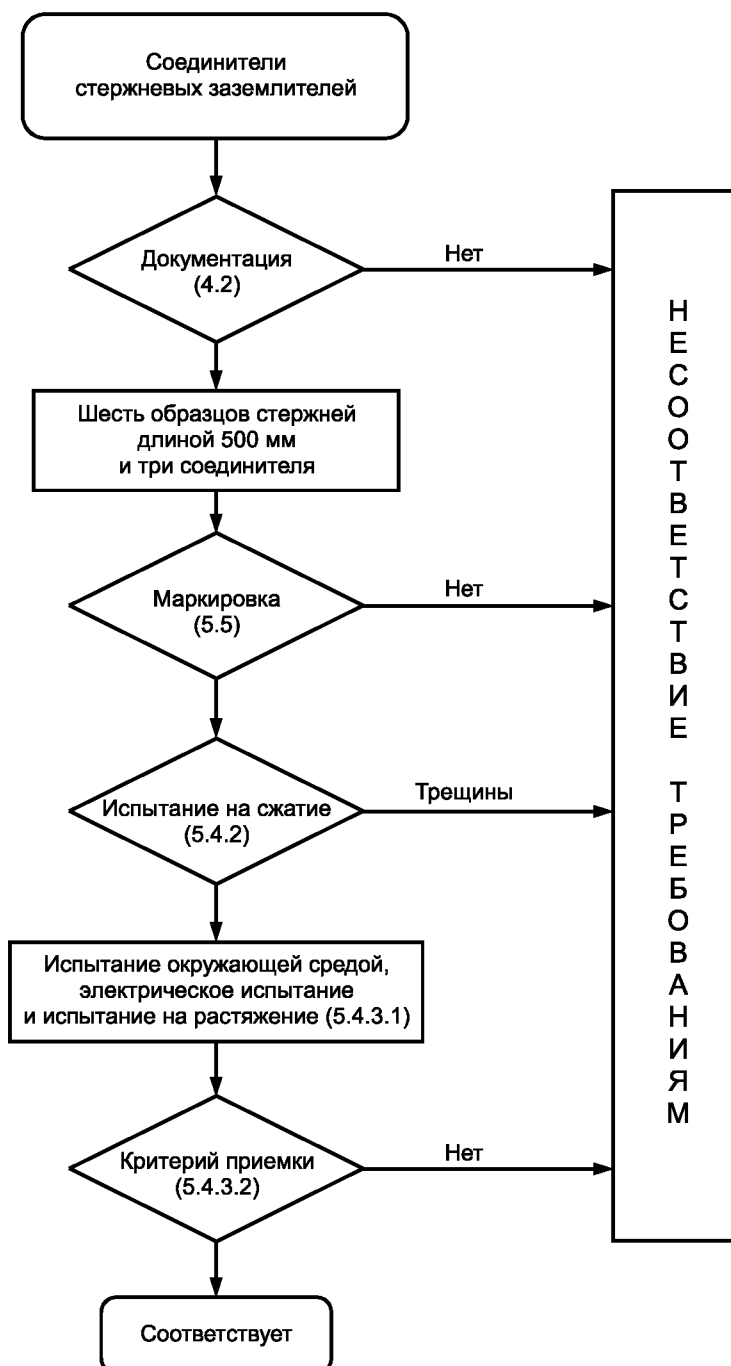 Соединители
стержневых заземлителей
Документация
(4.2)
Нет
Шесть образцов стержней
длиной 500 мм
и три соединителя
Маркировка
(5.5)
Нет
Испытание на сжатие
(5.4.2)
Трещины
Испытание окружающей средой,
электрическое испытание
и испытание на растяжение (5.4.3.1)
Критерий приемки
(5.4.3.2)
Нет
Соответствует
НЕСООТВЕТСТВИЕ ТРЕБОВАНИЯМ